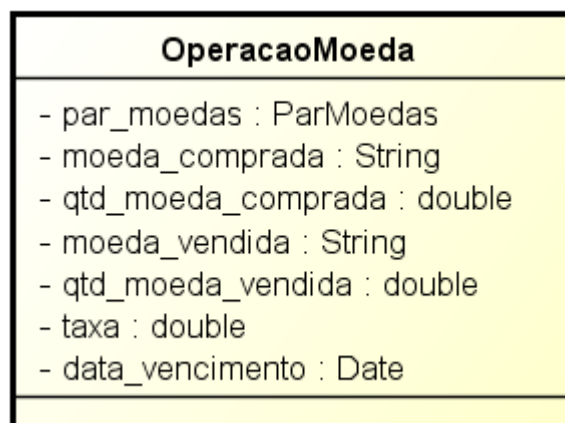 OperacaoMoeda
- par_moedas : ParMoedas
- moeda_comprada : String
- qtd_moeda_comprada : double
- moeda_vendida : String
- qtd_moeda_vendida : double
- taxa : double
- data_vencimento : Date